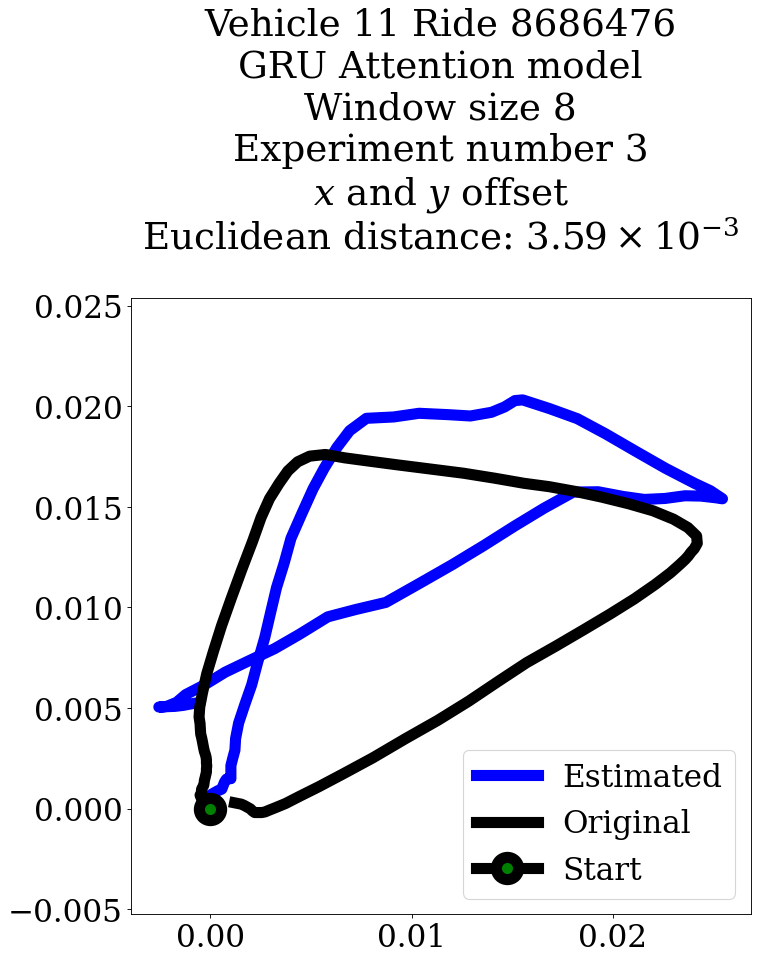 Vehicle 11 Ride 8686476
GRU Attention model
Window size 8
Experiment number 3
x and y offset
Euclidean distance: 3.59 × 10⁻³
0.025
0.020
0.015
0.010
0.005
0.000
−0.005
0.00 0.01 0.02
Estimated
Original
Start